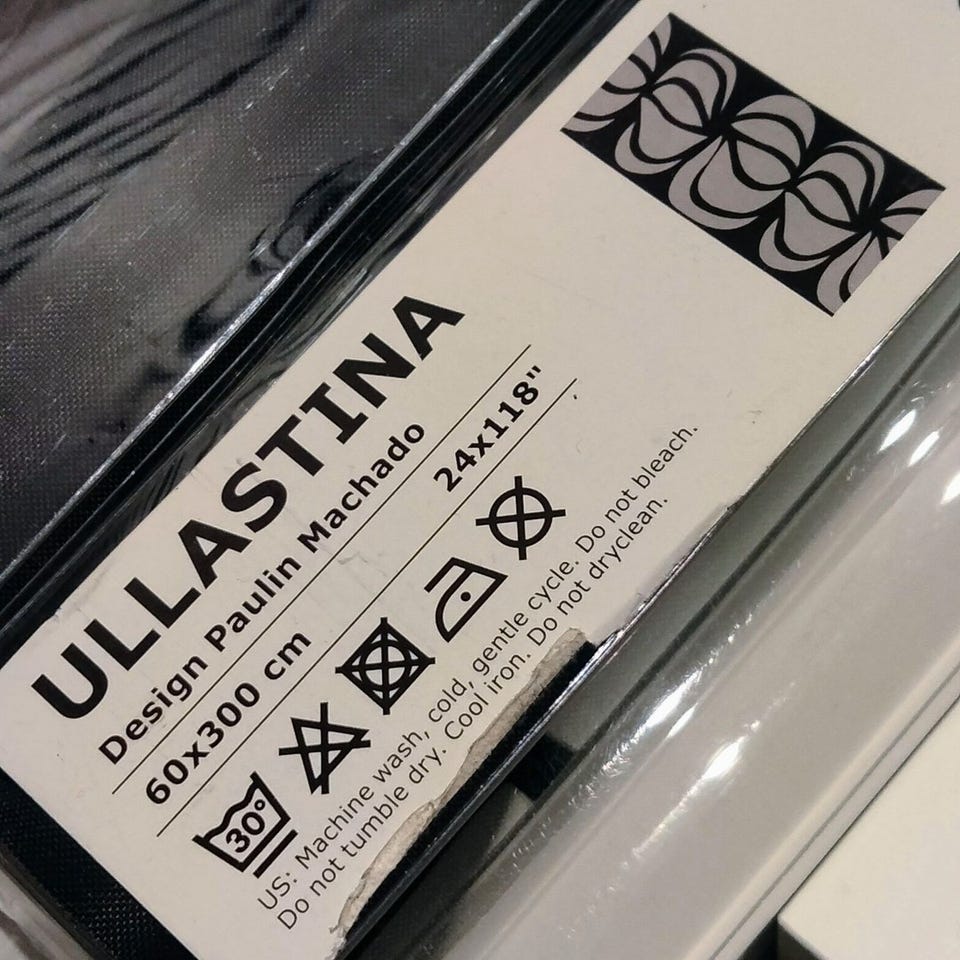 ULLASTINA
Design Paulin Machado
60x300 cm 24x118"
30°
US: Machine wash, cold, gentle cycle. Do not bleach.
Do not tumble dry. Cool iron. Do not dryclean.